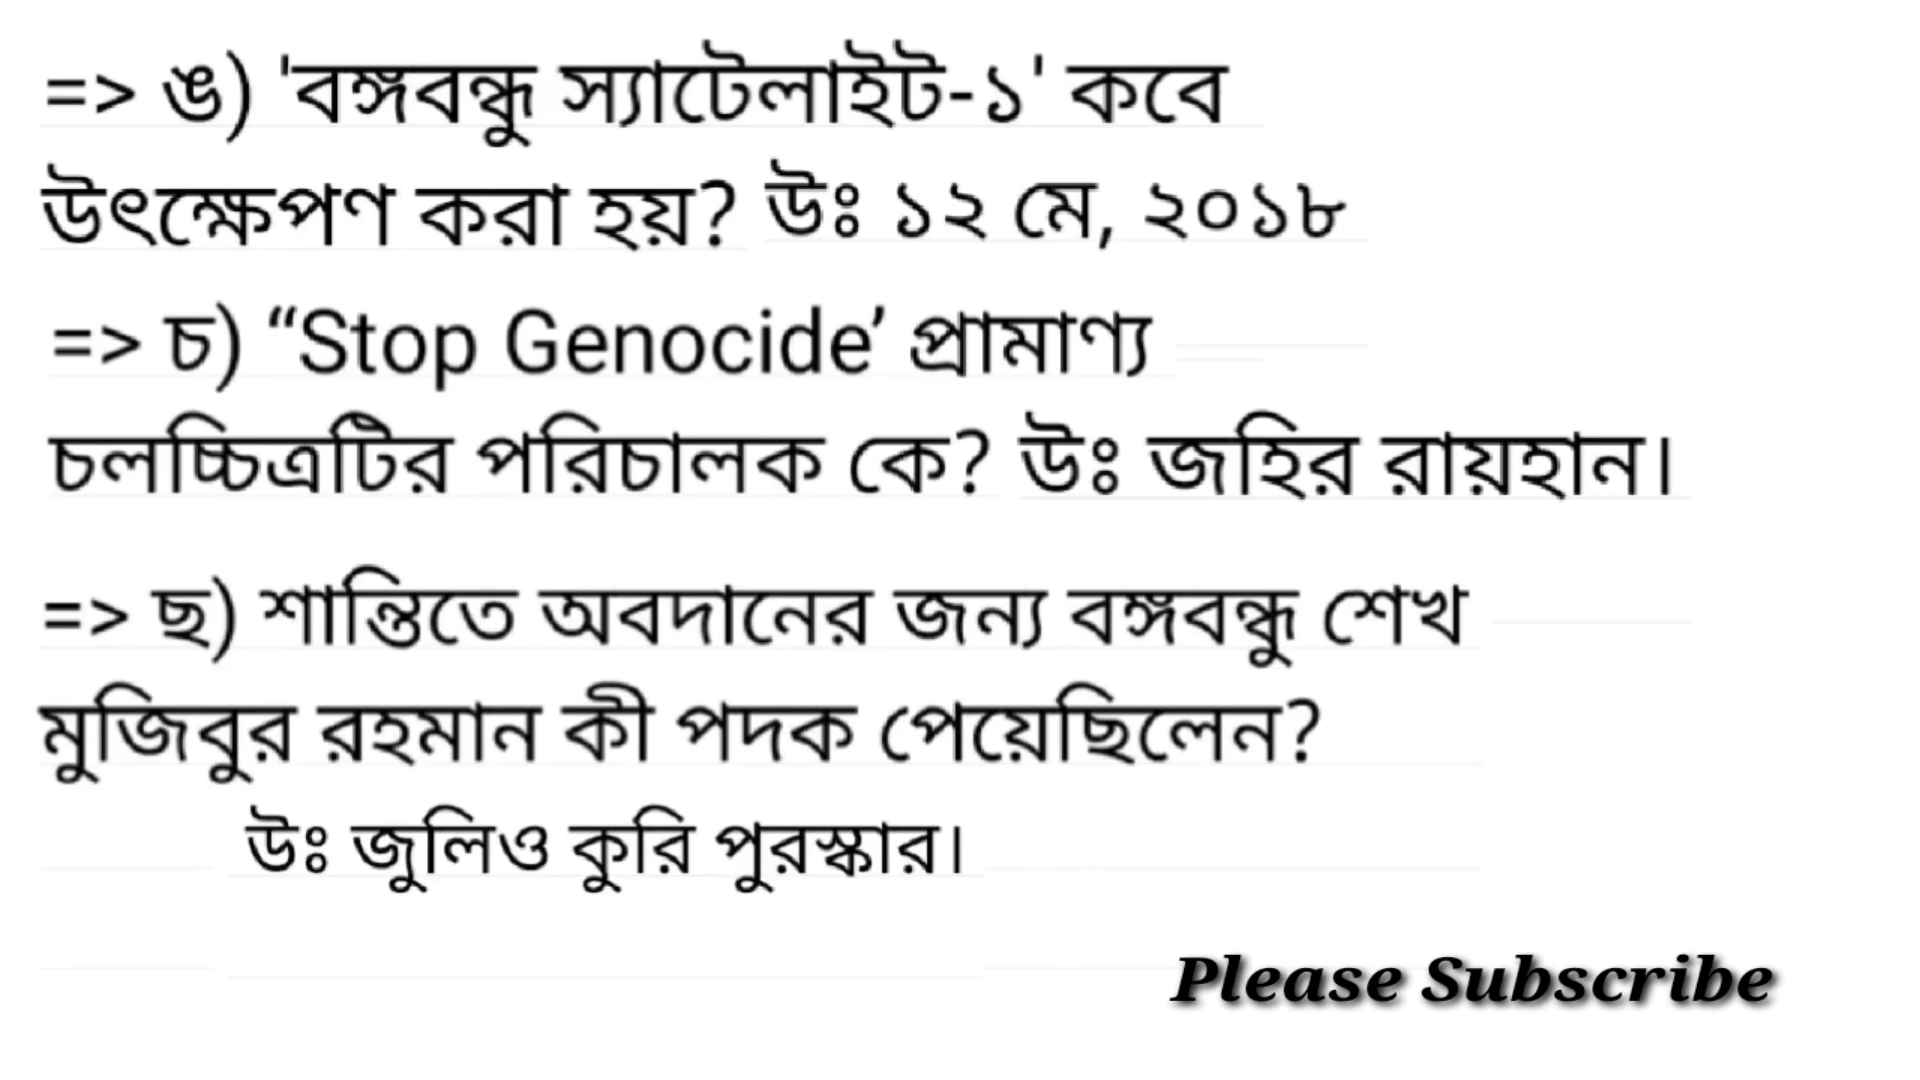 => ঙ) 'বঙ্গবন্ধু স্যাটেলাইট-১' কবে
উৎক্ষেপণ করা হয়? উঃ ১২ মে, ২০১৮
=> চ) “Stop Genocide’ প্রামাণ্য
চলচ্চিত্রটির পরিচালক কে? উঃ জহির রায়হান।
=> ছ) শান্তিতে অবদানের জন্য বঙ্গবন্ধু শেখ
মুজিবুর রহমান কী পদক পেয়েছিলেন?
উঃ জুলিও কুরি পুরস্কার।
Please Subscribe